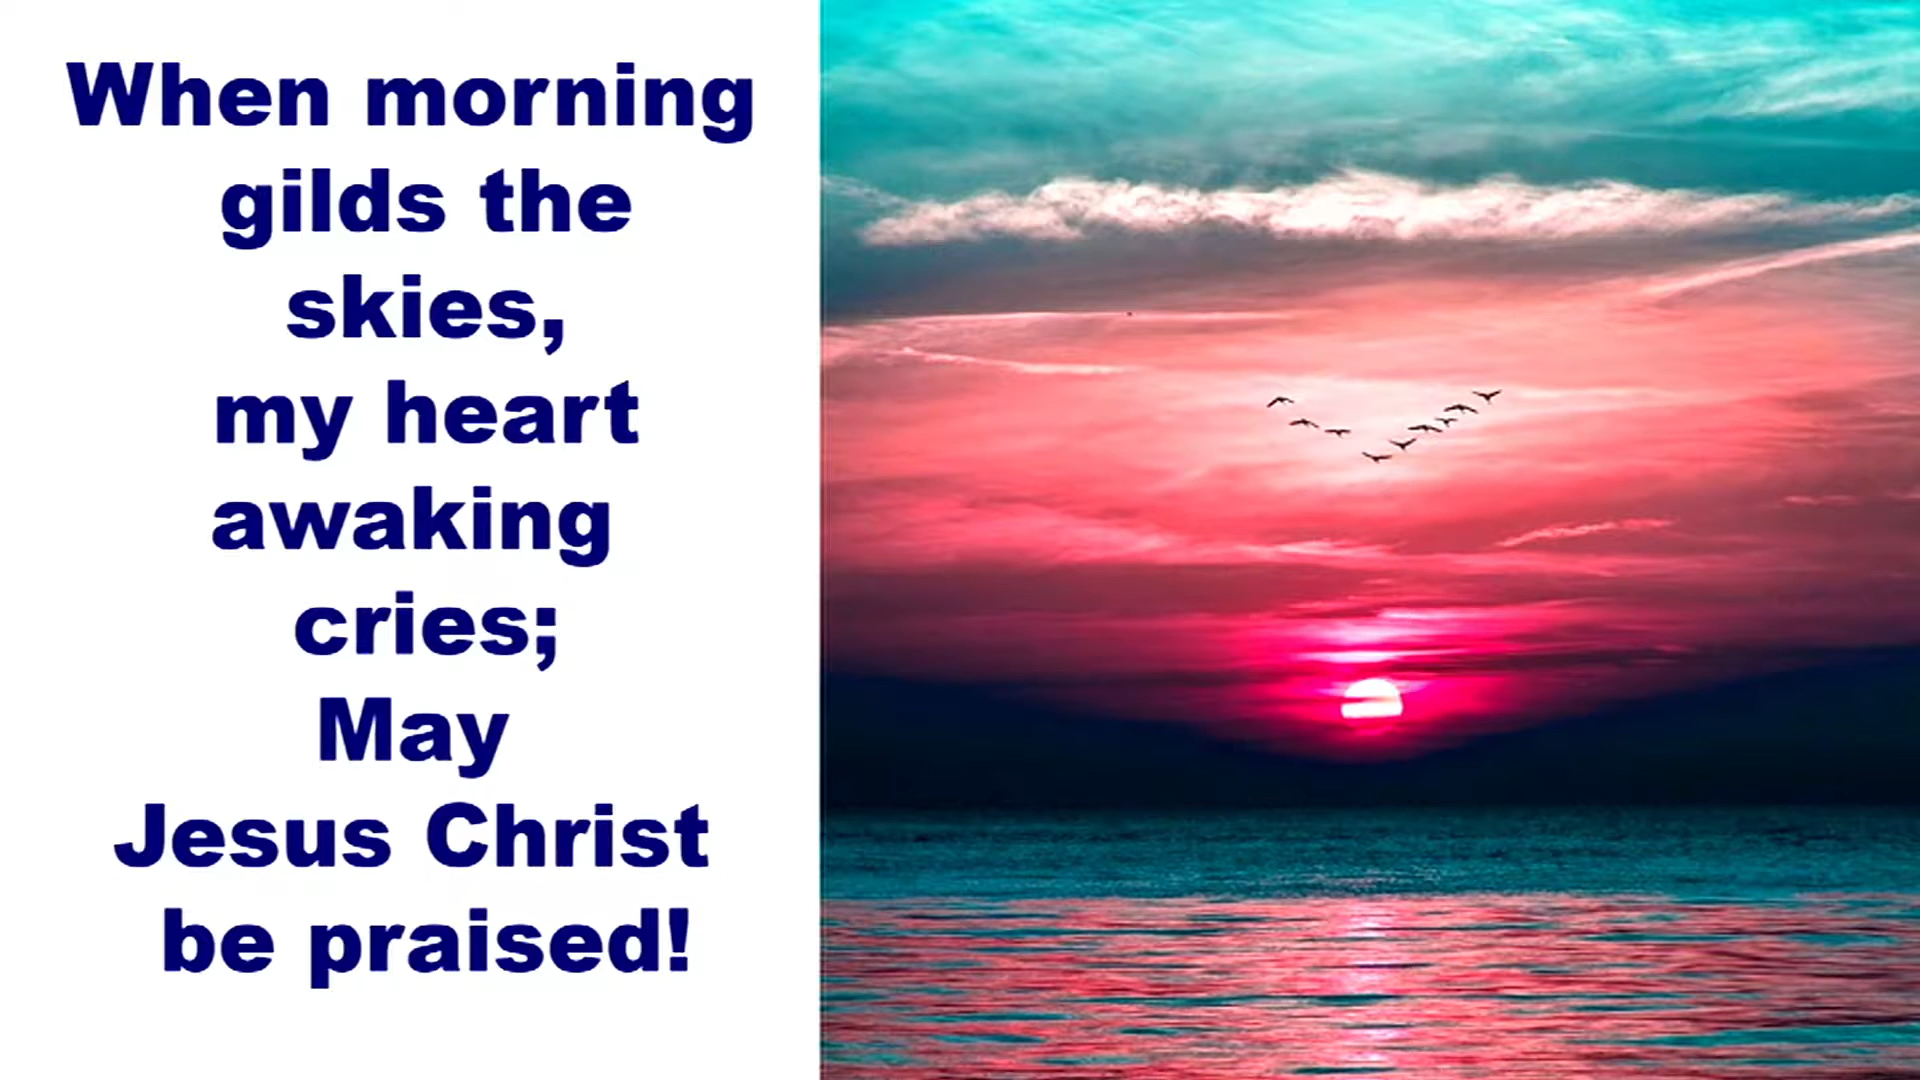 When morning
gilds the
skies,
my heart
awaking
cries;
May
Jesus Christ
be praised!